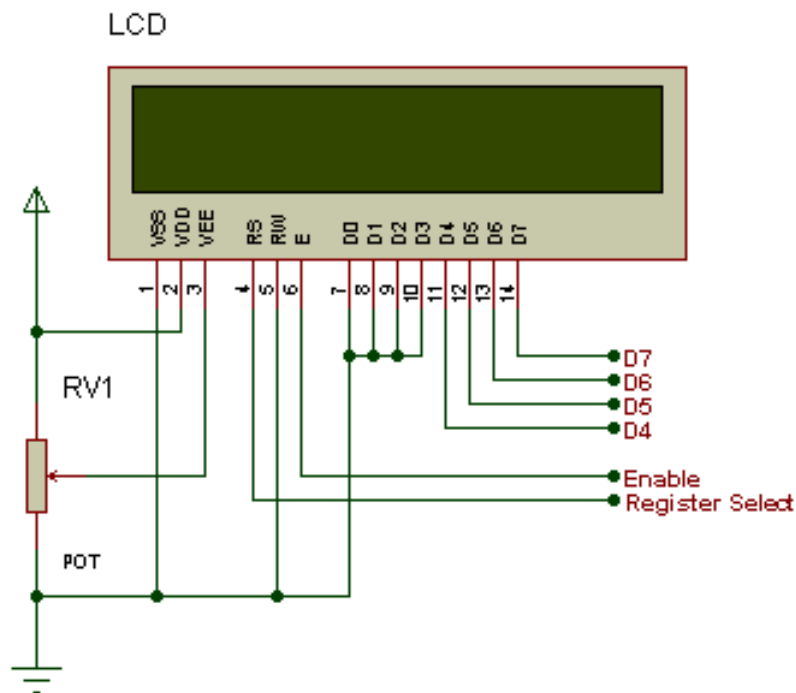 LCD
VSS VDD VEE RS RW E D0 D1 D2 D3 D4 D5 D6 D7
1 2 3 4 5 6 7 8 9 10 11 12 13 14
D7
D6
RV1
D5
D4
Enable
Register Select
POT